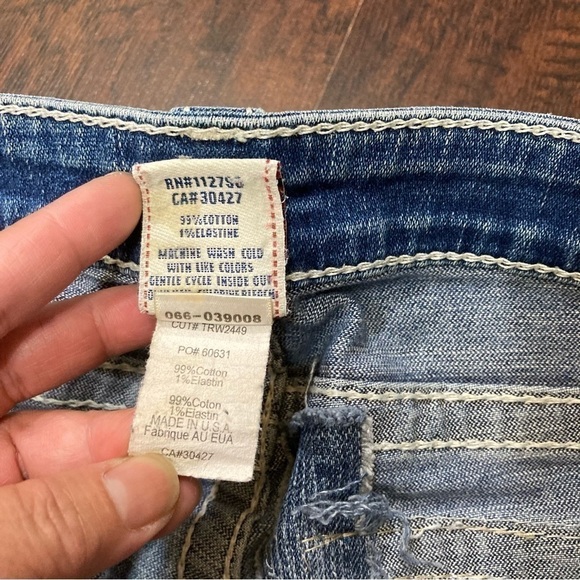 RN#112790
CA#30427
99%COTTON
1%ELASTINE
MACHINE WASH COLD
WITH LIKE COLORS
GENTLE CYCLE INSIDE OUT
066-039008
CUT# TRW2449
PO# 60631
99%Cotton
1%Elastin
99%Coton
1%Elastin
MADE IN U.S.A
Fabrique AU EUA
CA#30427